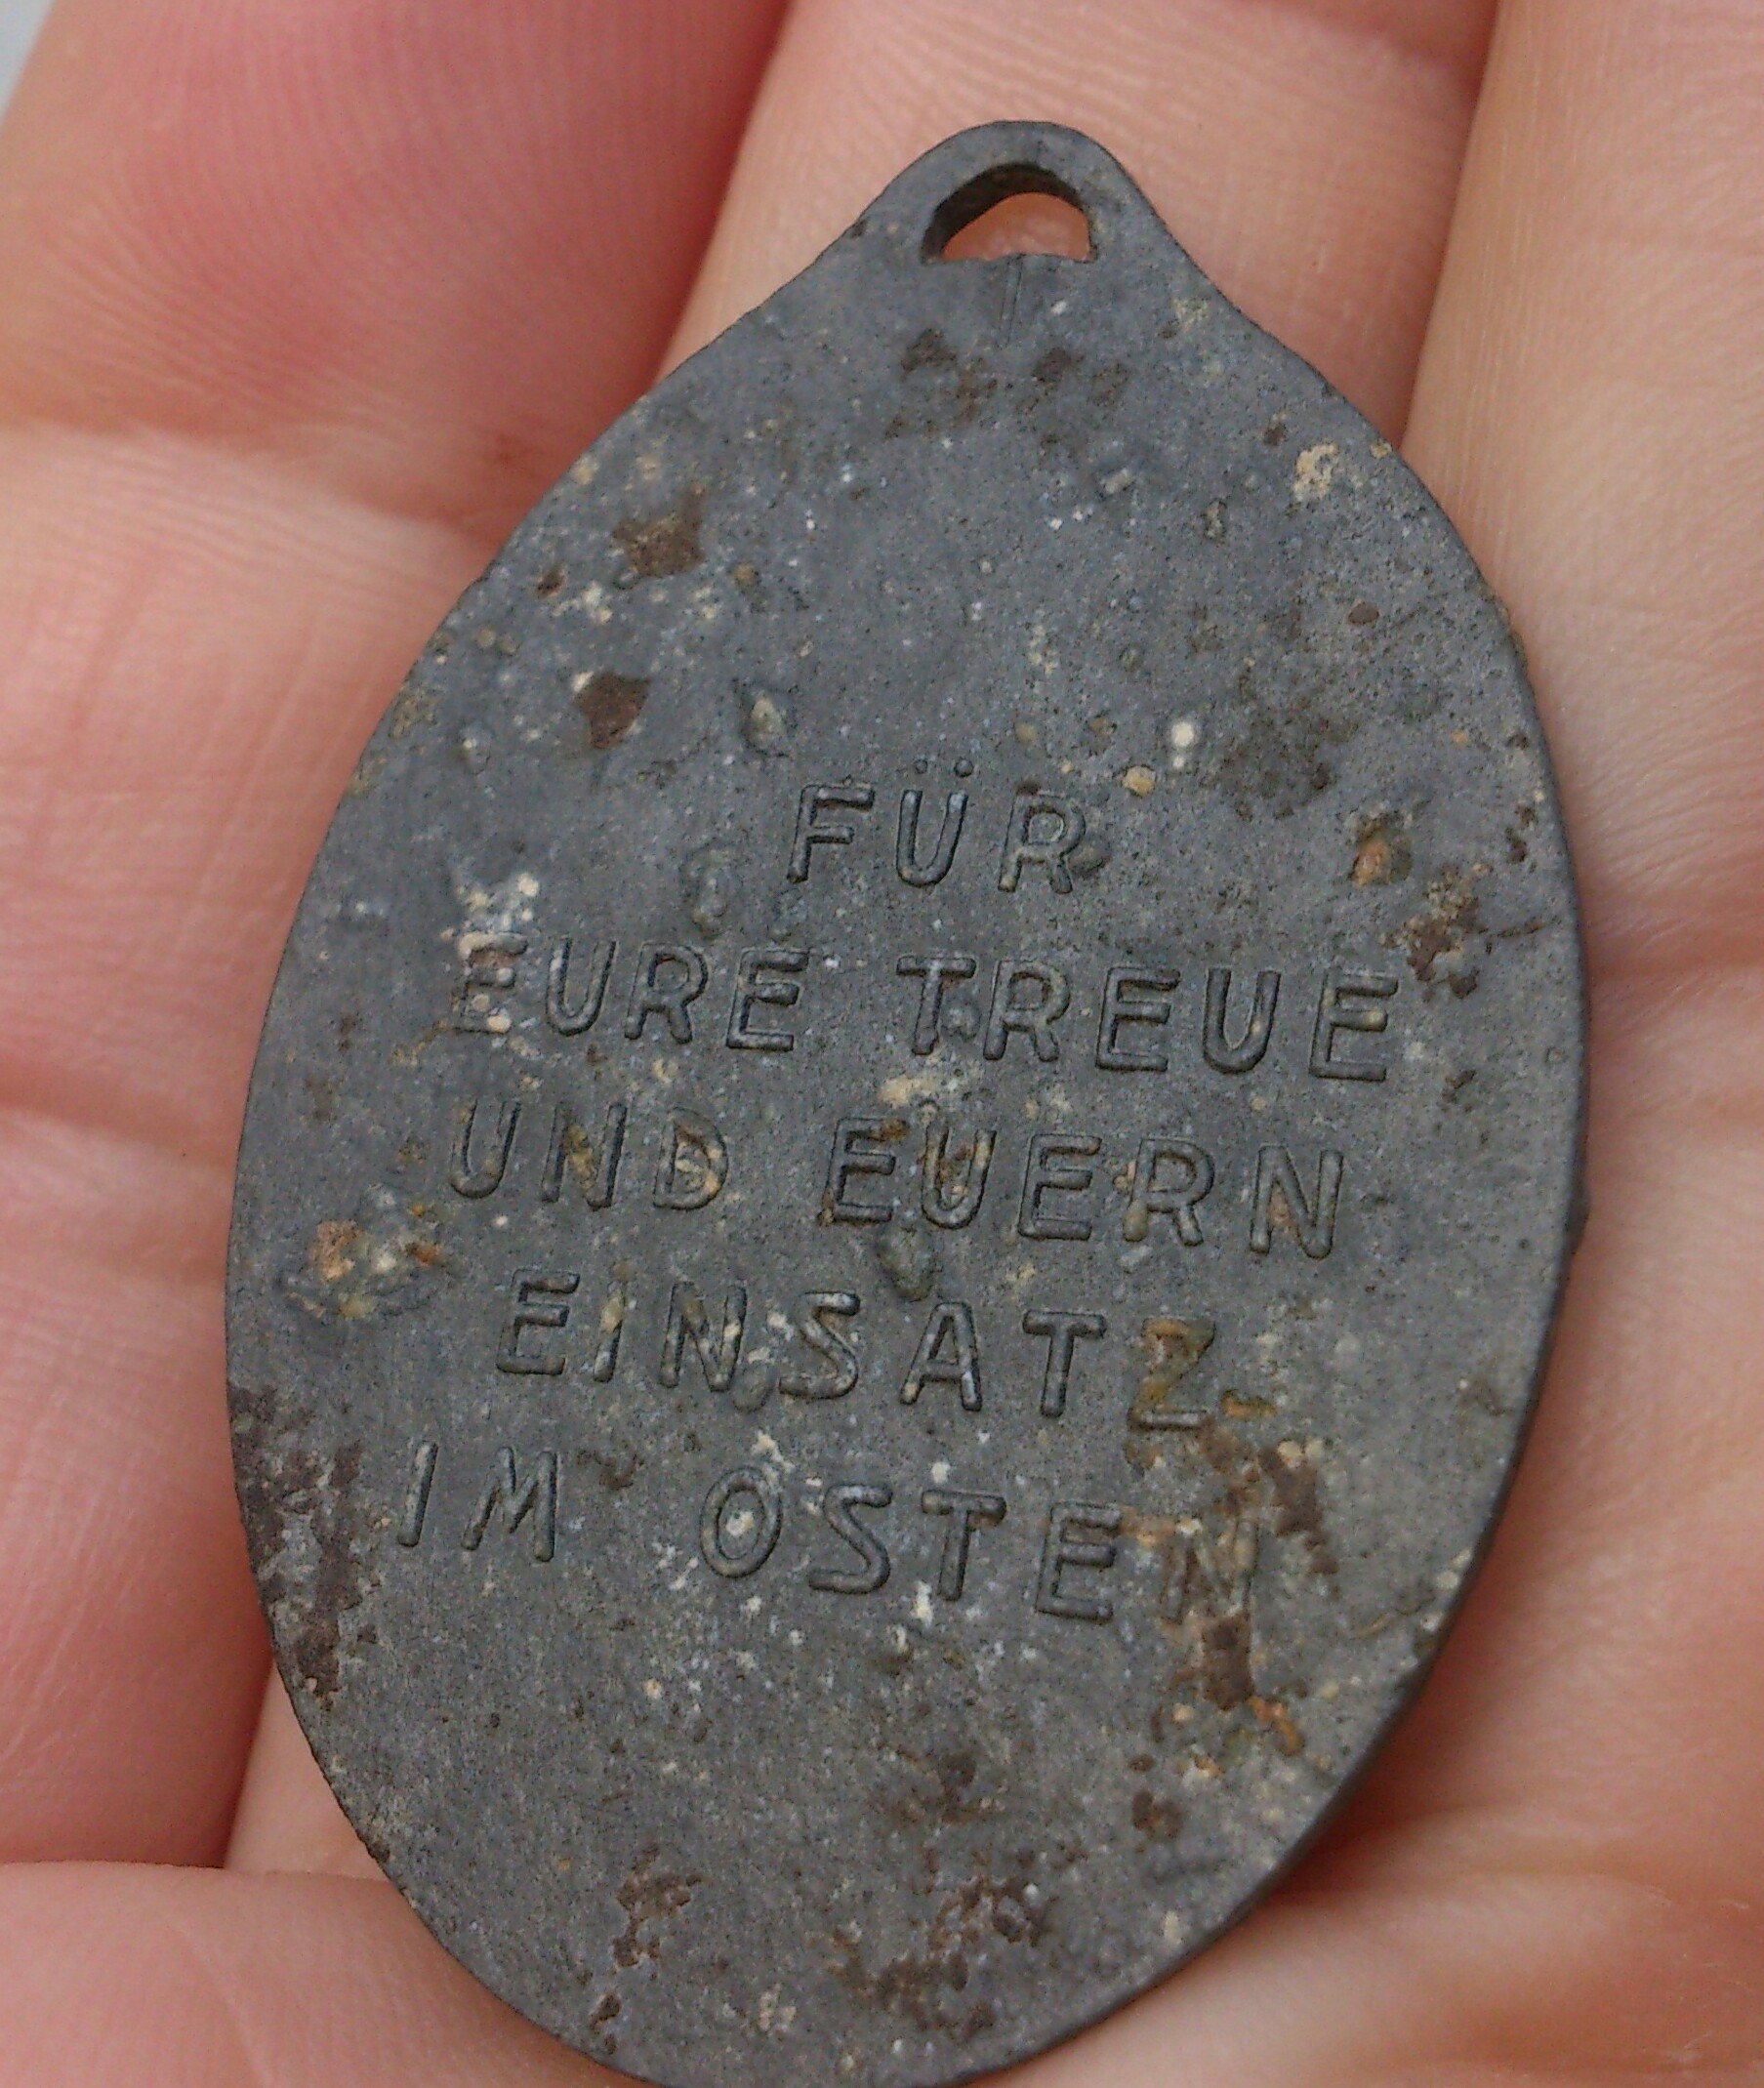 FÜR
EURE TREUE
UND EUERN
EINSATZ
IM OSTEN